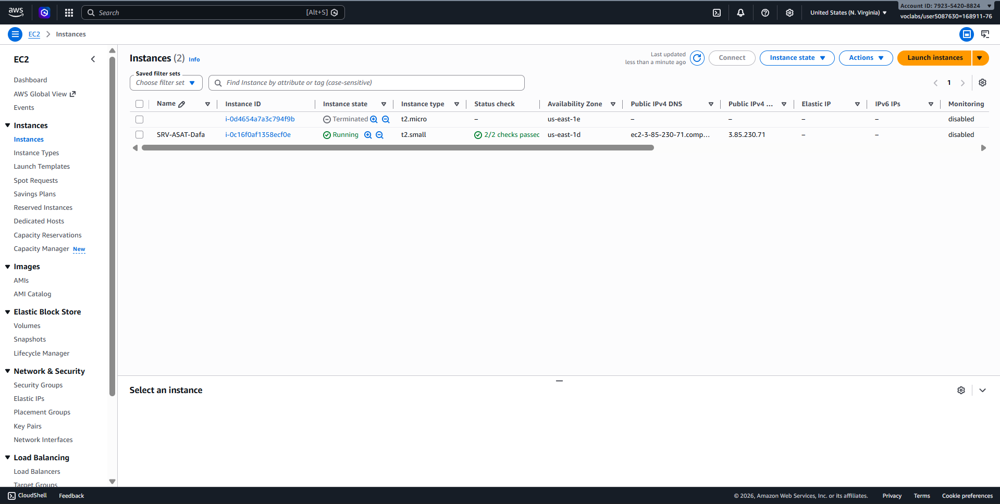 aws
Search [Alt+S]
United States (N. Virginia)
Account ID: 7923-5420-8824
voclabs/user5087630=168911-76
EC2 Instances
EC2
Dashboard
AWS Global View
Events
Instances
Instances
Instance Types
Launch Templates
Spot Requests
Savings Plans
Reserved Instances
Dedicated Hosts
Capacity Reservations
Capacity Manager New
Images
AMIs
AMI Catalog
Elastic Block Store
Volumes
Snapshots
Lifecycle Manager
Network & Security
Security Groups
Elastic IPs
Placement Groups
Key Pairs
Network Interfaces
Load Balancing
Load Balancers
Target Groups
Instances (2) Info
Last updated
less than a minute ago
Connect
Instance state
Actions
Launch instances
Saved filter sets
Choose filter set
Find Instance by attribute or tag (case-sensitive)
1
Name Instance ID Instance state Instance type Status check Availability Zone Public IPv4 DNS Public IPv4 ... Elastic IP IPv6 IPs Monitoring
i-0d4654a7a3c794f9b Terminated t2.micro – us-east-1e – – – – disabled
SRV-ASAT-Dafa i-0c16f0af1358ecf0e Running t2.small 2/2 checks passec us-east-1d ec2-3-85-230-71.comp... 3.85.230.71 – – disabled
Select an instance
CloudShell Feedback
© 2026, Amazon Web Services, Inc. or its affiliates. Privacy Terms Cookie preferences